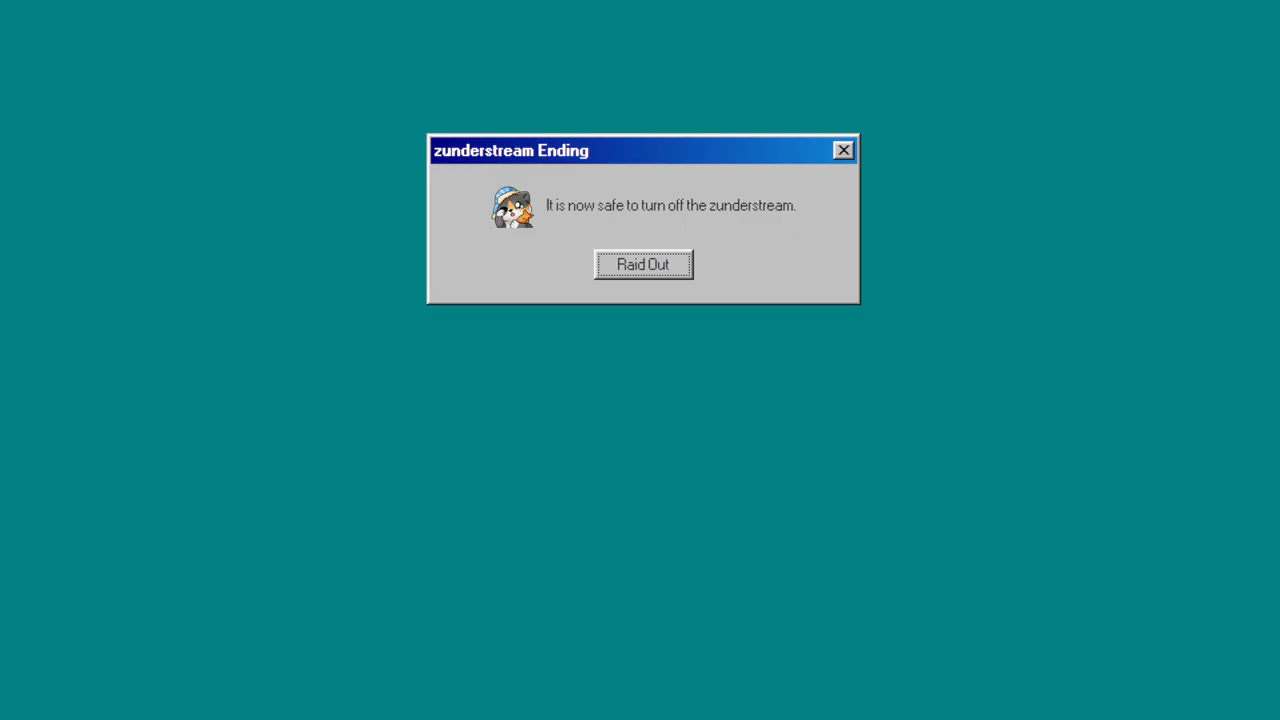 zunderstream Ending
It is now safe to turn off the zunderstream.
Raid Out